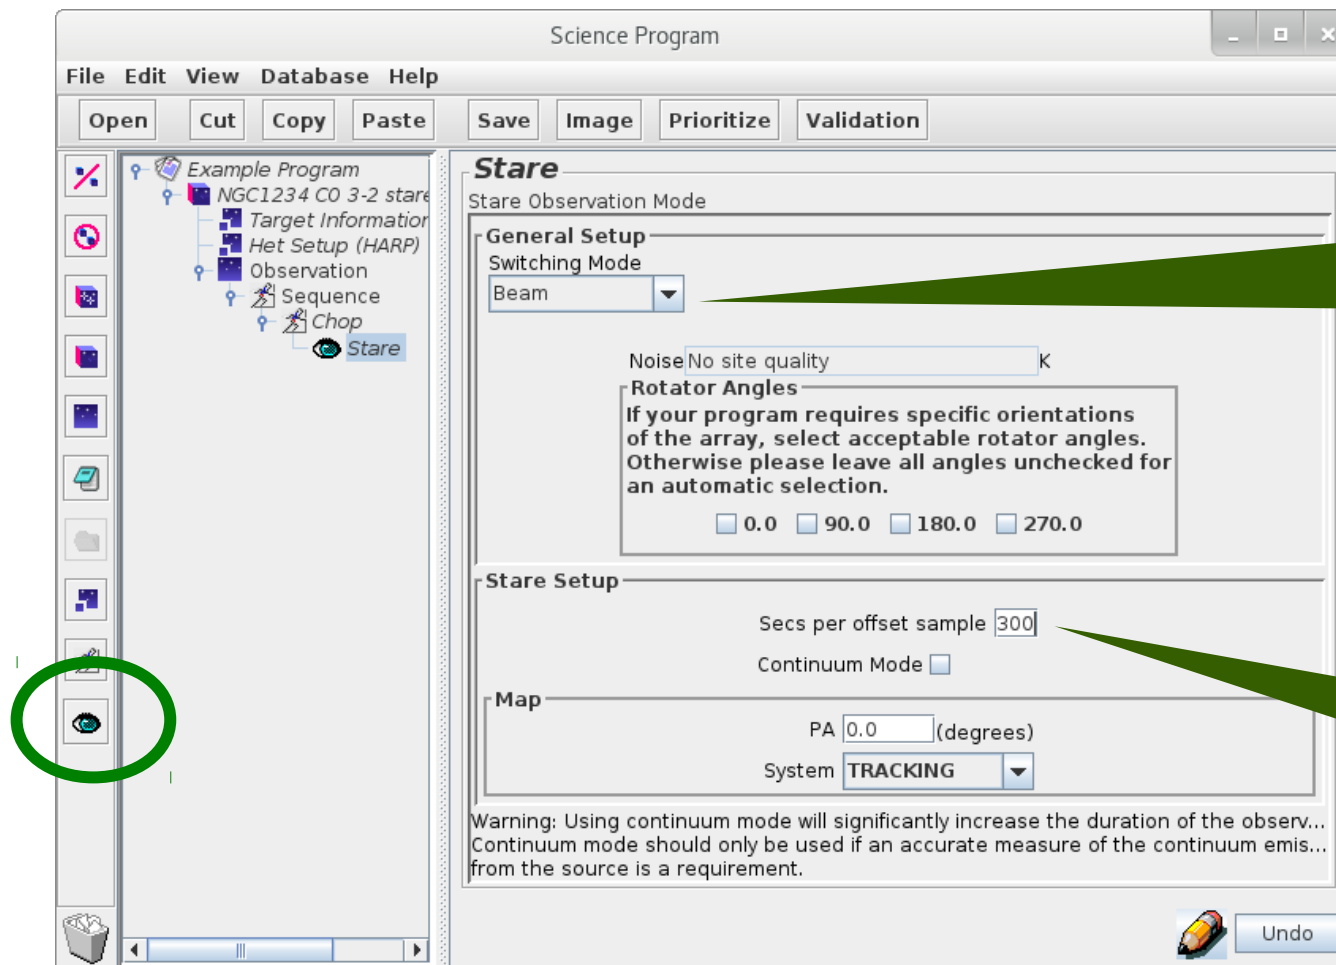 Science Program
File Edit View Database Help
Open Cut Copy Paste Save Image Prioritize Validation
Example Program
NGC1234 CO 3-2 stare
Target Information
Het Setup (HARP)
Observation
Sequence
Chop
Stare
Stare
Stare Observation Mode
General Setup
Switching Mode
Beam
Noise No site quality K
Rotator Angles
If your program requires specific orientations
of the array, select acceptable rotator angles.
Otherwise please leave all angles unchecked for
an automatic selection.
0.0 90.0 180.0 270.0
Stare Setup
Secs per offset sample 300
Continuum Mode
Map
PA 0.0 (degrees)
System TRACKING
Warning: Using continuum mode will significantly increase the duration of the observ...
Continuum mode should only be used if an accurate measure of the continuum emis...
from the source is a requirement.
Undo